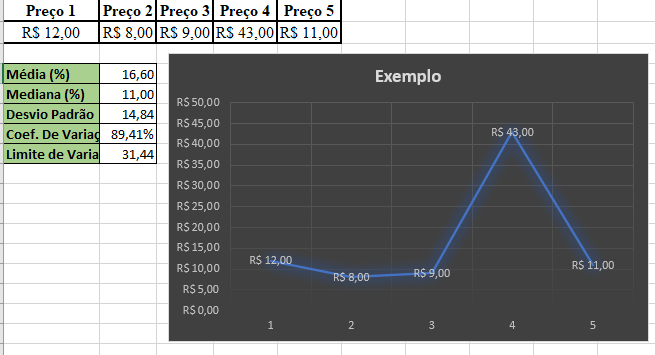 Preço 1 Preço 2 Preço 3 Preço 4 Preço 5
R$ 12,00 R$ 8,00 R$ 9,00 R$ 43,00 R$ 11,00
Média (%) 16,60
Mediana (%) 11,00
Desvio Padrão 14,84
Coef. De Variaç 89,41%
Limite de Varia 31,44
Exemplo
R$ 50,00
R$ 45,00
R$ 40,00
R$ 35,00
R$ 30,00
R$ 25,00
R$ 20,00
R$ 15,00
R$ 10,00
R$ 5,00
R$ 0,00
R$ 12,00
R$ 8,00
R$ 9,00
R$ 43,00
R$ 11,00
1 2 3 4 5